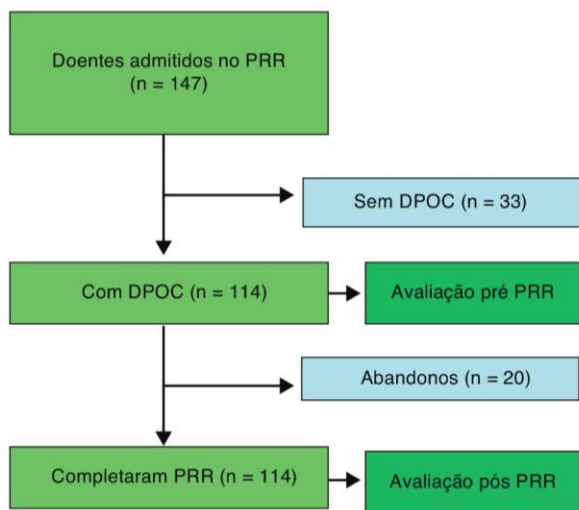 Doentes admitidos no PRR
(n = 147)
Sem DPOC (n = 33)
Com DPOC (n = 114)
Avaliação pré PRR
Abandonos (n = 20)
Completaram PRR (n = 114)
Avaliação pós PRR